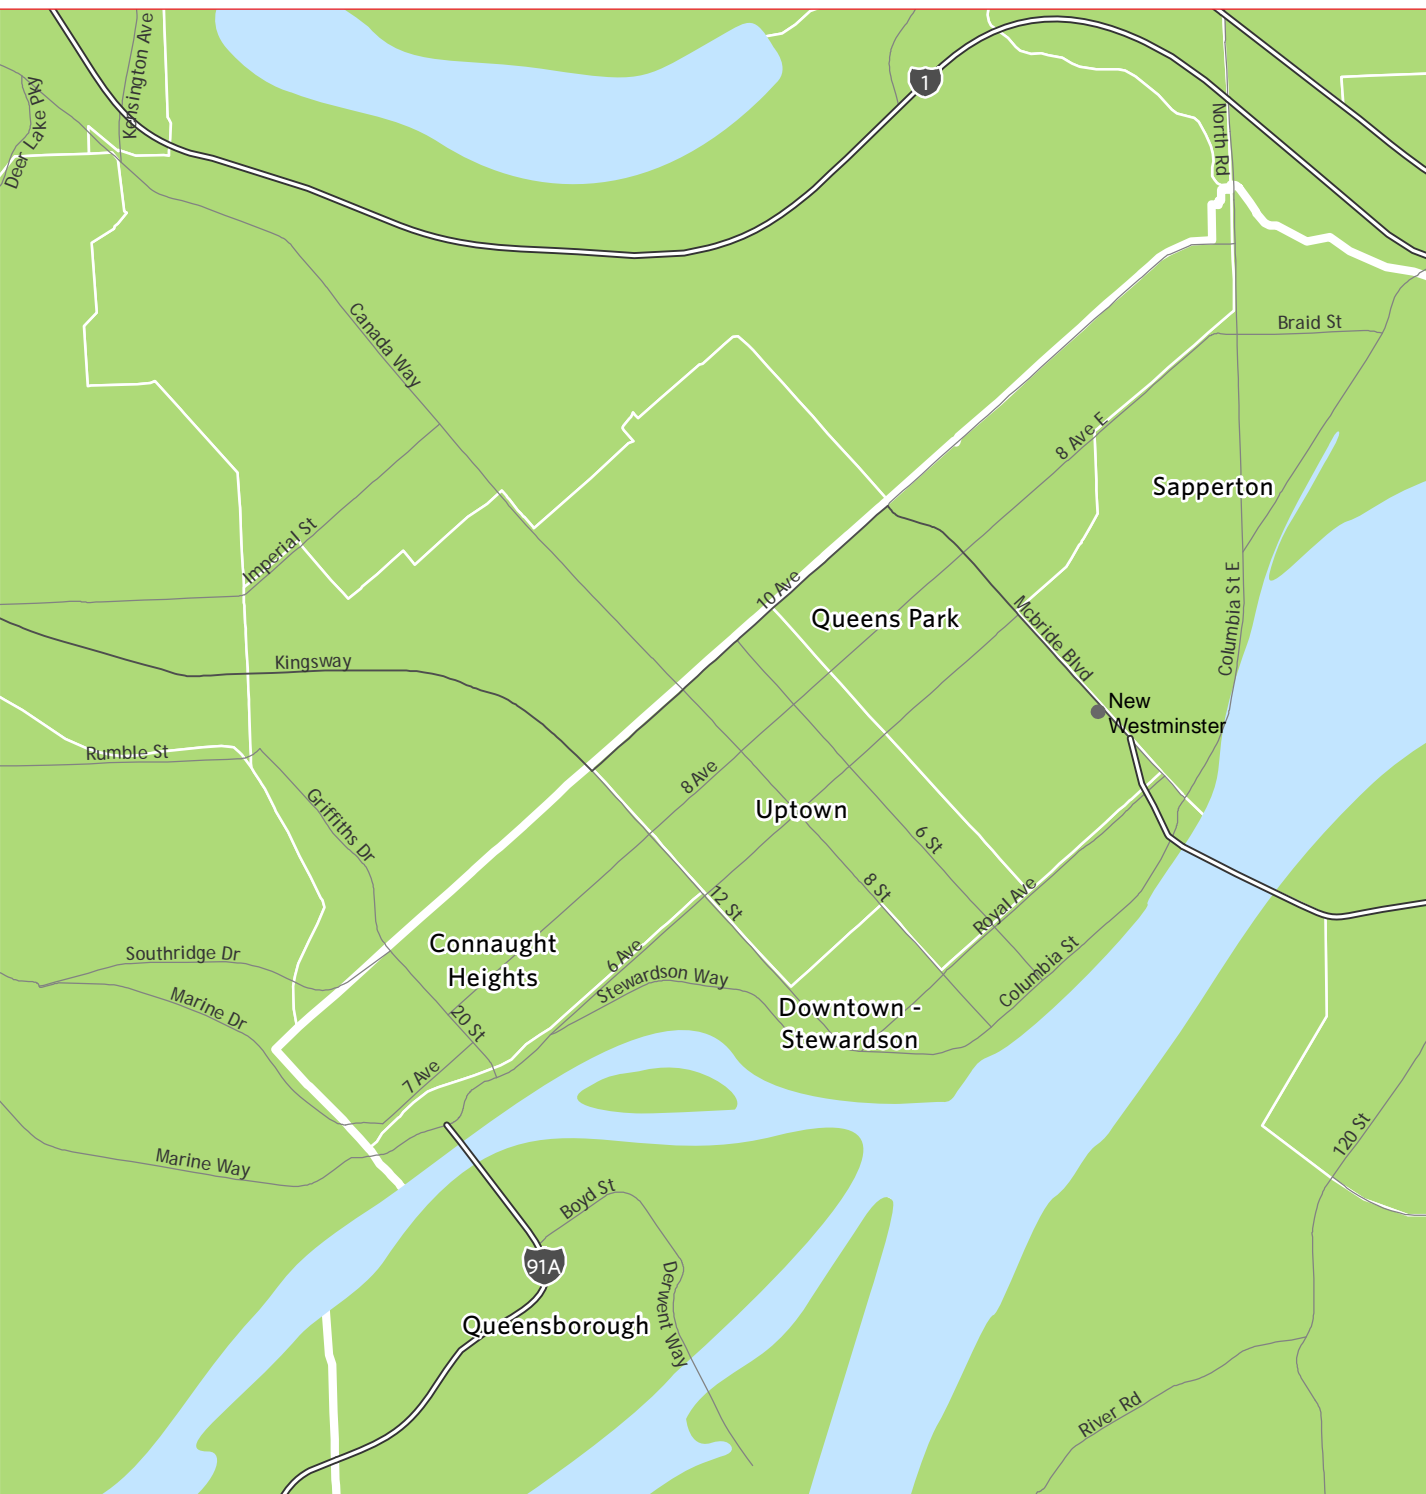 Kensington Ave
Deer Lake Pky
1
North Rd
Canada Way
Braid St
8 Ave E
Sapperton
Imperial St
10 Ave
Queens Park
Mcbride Blvd
Columbia St E
Kingsway
New
Westminster
Rumble St
8 Ave
Uptown
Griffiths Dr
6 St
8 St
12 St
Royal Ave
Connaught
Heights
Southridge Dr
6 Ave
Stewardson Way
Columbia St
Marine Dr
20 St
Downtown -
Stewardson
7 Ave
120 St
Marine Way
Boyd St
91A
Derwent Way
Queensborough
River Rd